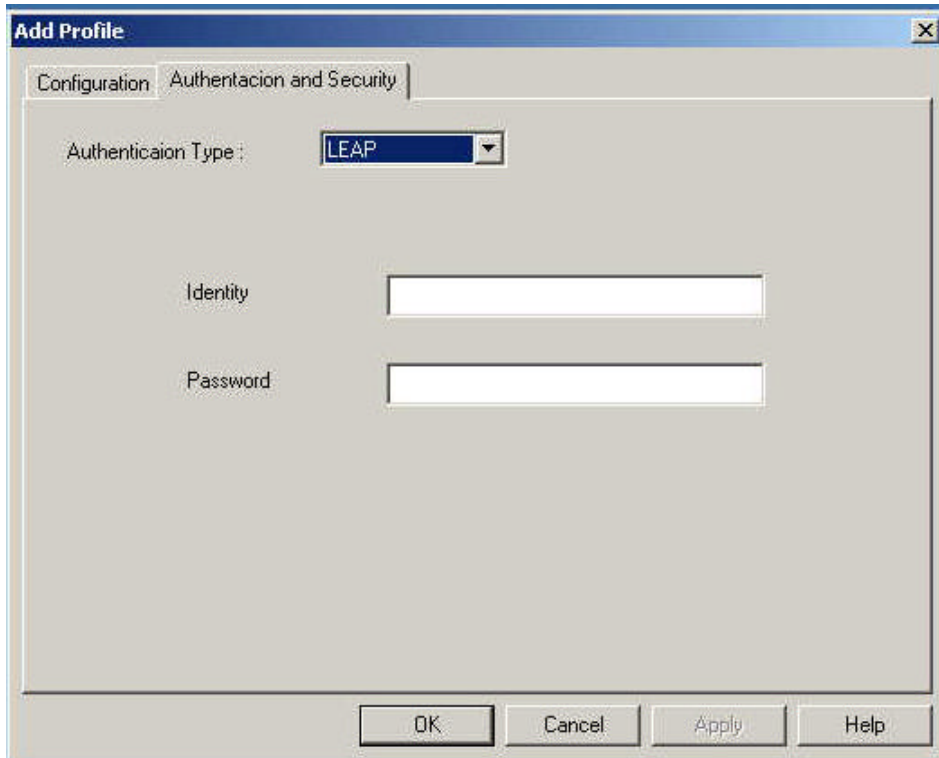 Add Profile
Configuration Authentacion and Security
Authenticaion Type : LEAP
Identity
Password
OK Cancel Apply Help